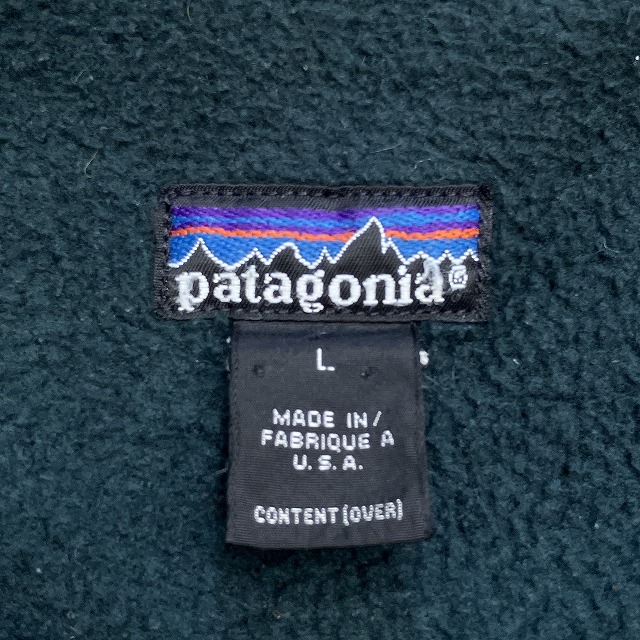 patagonia®
L
MADE IN/
FABRIQUE A
U.S.A.
CONTENT (OVER)